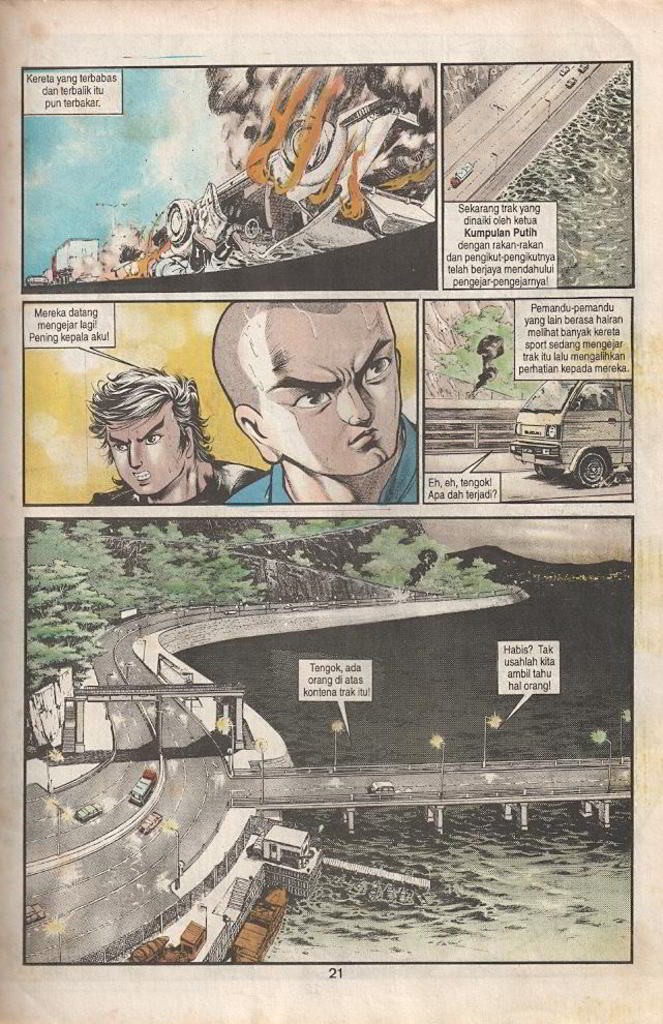 Kereta yang terbabas
dan terbalik itu
pun terbakar.
Sekarang trak yang
dinaiki oleh ketua
Kumpulan Putih
dengan rakan-rakan
dan pengikut-pengikutnya
telah berjaya mendahului
pengejar-pengejarnya!
Mereka datang
mengejar lagi!
Pening kepala aku!
Pemandu-pemandu
yang lain berasa hairan
melihat banyak kereta
sport sedang mengejar
trak itu lalu mengalihkan
perhatian kepada mereka.
SUZUKI
Eh, eh, tengok!
Apa dah terjadi?
Tengok, ada
orang di atas
kontena trak itu!
Habis? Tak
usahlah kita
ambil tahu
hal orang!
21